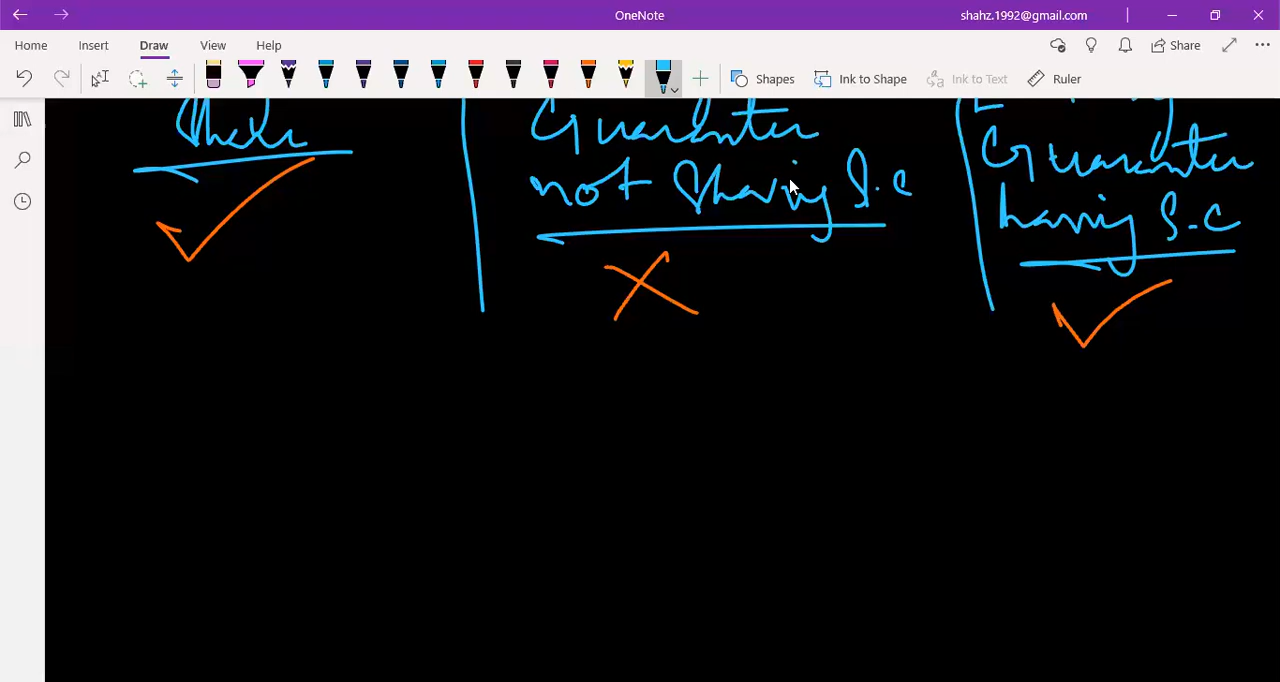 OneNote
shahz.1992@gmail.com
Home Insert Draw View Help
Share
Shapes Ink to Shape Ink to Text Ruler
Guarantee
Guarantee
not having S.C
having S.C